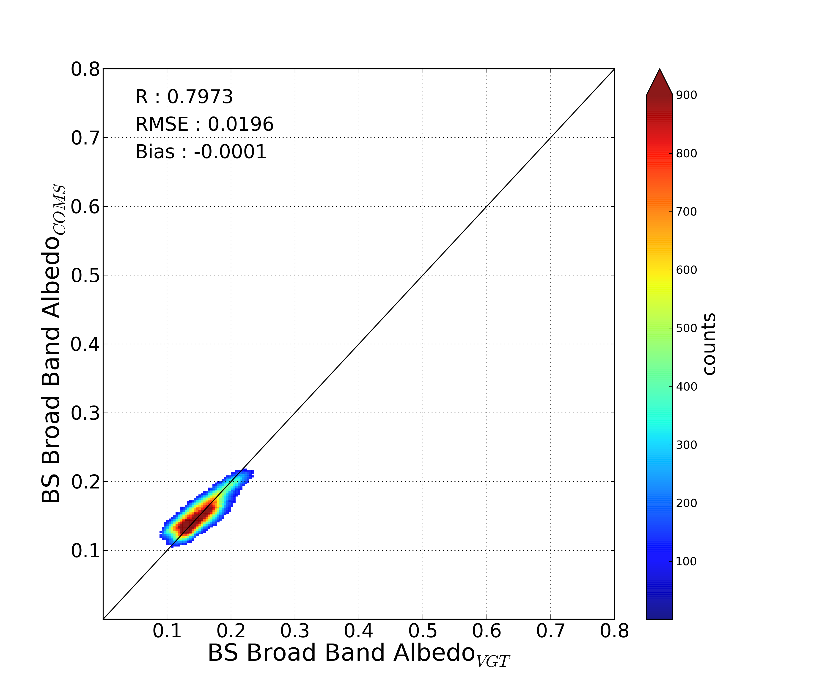 R : 0.7973
RMSE : 0.0196
Bias : -0.0001
0.8
0.7
0.6
0.5
0.4
0.3
0.2
0.1
BS Broad Band Albedo_COMS
0.1 0.2 0.3 0.4 0.5 0.6 0.7 0.8
BS Broad Band Albedo_VGT
900
800
700
600
500
400
300
200
100
counts